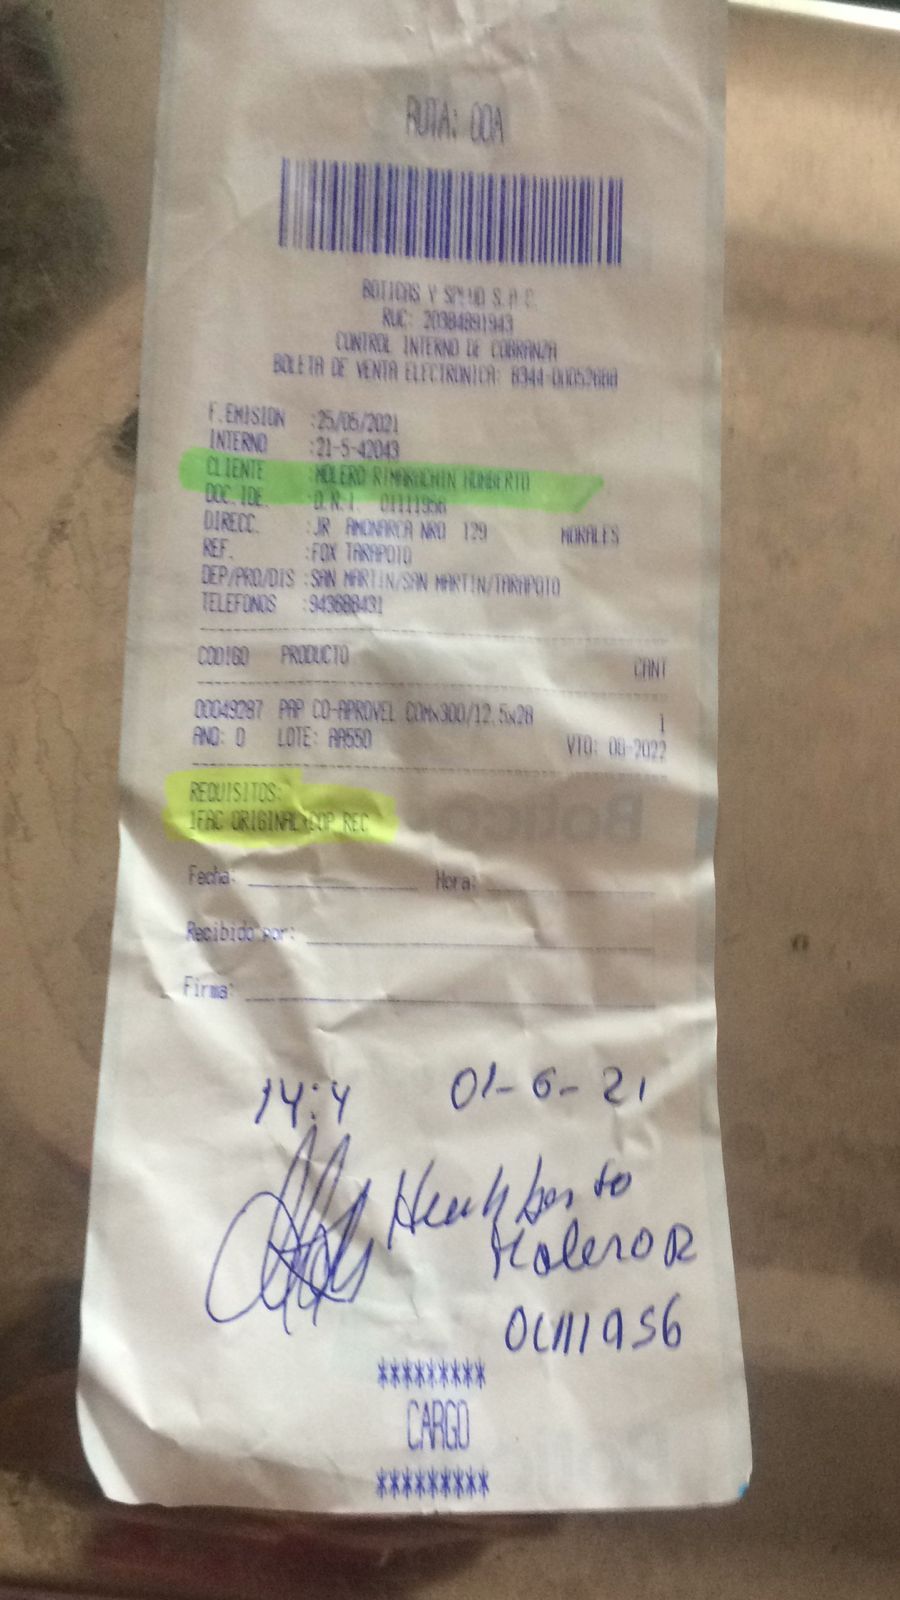 RUTA: 00A
BOTICAS Y SALUD S.A.C.
RUC: 20384891943
CONTROL INTERNO DE COBRANZA
BOLETA DE VENTA ELECTRONICA: B344-00052688
F.EMISION :25/05/2021
INTERNO :21-5-42043
CLIENTE :MOLERO RIMARACHIN HUMBERTO
DOC.IDE. :D.N.I. 01111956
DIRECC. :JR AMONARCA NRO 129 MORALES
REF. :FOX TARAPOTO
DEP/PRO/DIS :SAN MARTIN/SAN MARTIN/TARAPOTO
TELEFONOS :943688431
CODIGO PRODUCTO CANT
00049287 PAP CO-APROVEL COMx300/12.5x28 1
ANO: 0 LOTE: AA550 VTO: 08-2022
REQUISITOS:
1FAC ORIGINAL+COP REC
Fecha: Hora:
Recibido por:
Firma:
14:4 01-6-21
Humberto
Molero R
01111956
*********
CARGO
*********